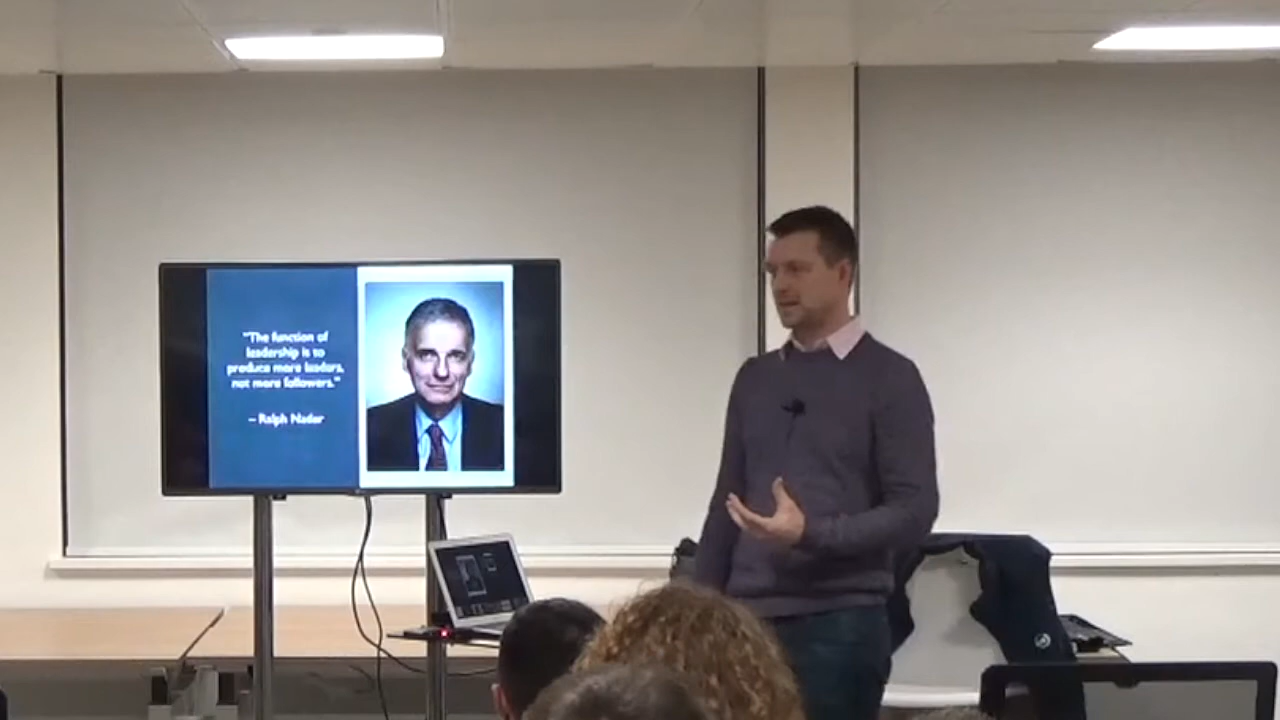 "The function of
leadership is to
produce more leaders,
not more followers."
– Ralph Nader